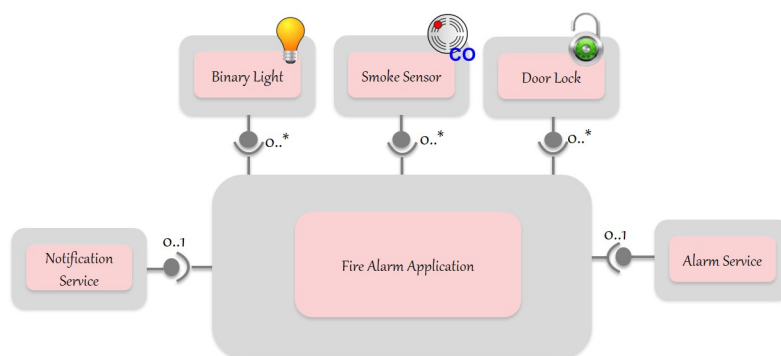 Binary Light
Smoke Sensor
CO
Door Lock
0..*
0..*
0..*
0..1
Notification
Service
Fire Alarm Application
0..1
Alarm Service